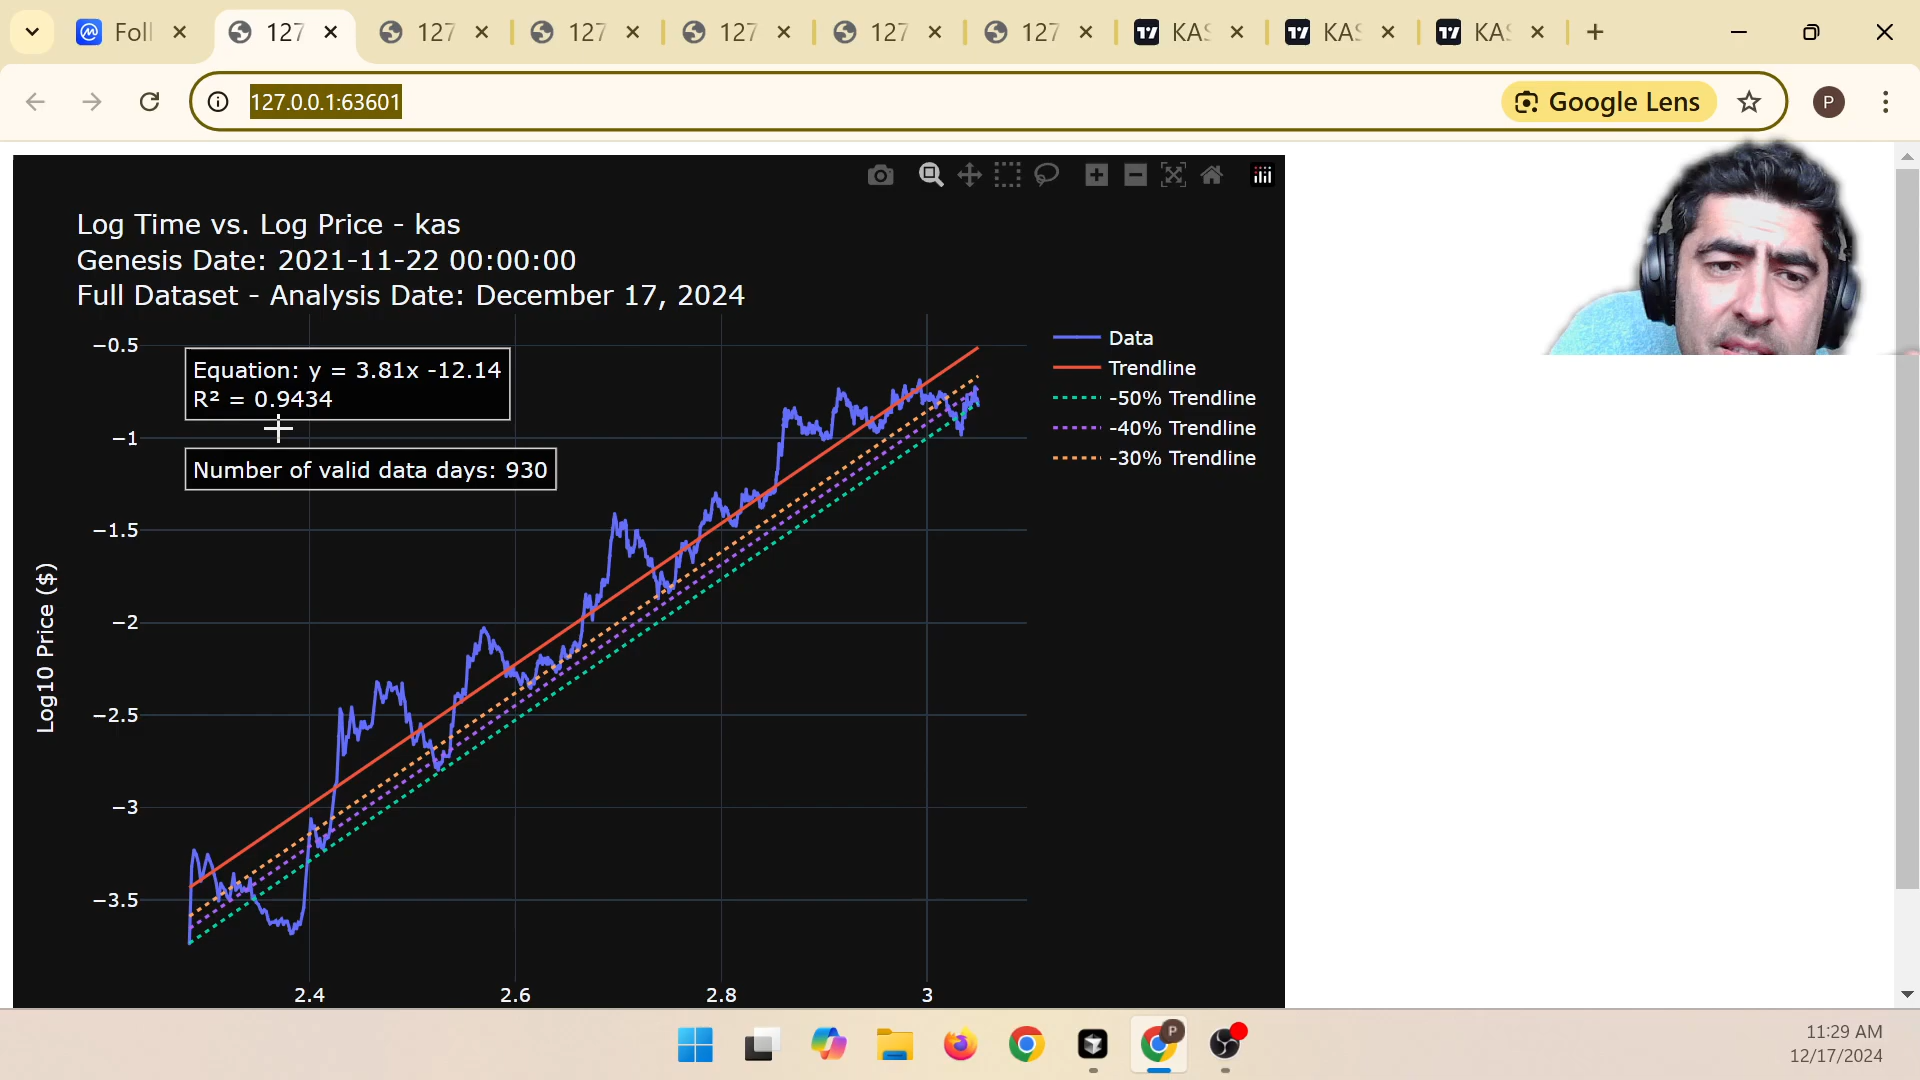 Foll
127
127
127
127
127
127
KAS
KAS
KAS
127.0.0.1:63601
Google Lens
P
Log Time vs. Log Price - kas
Genesis Date: 2021-11-22 00:00:00
Full Dataset - Analysis Date: December 17, 2024
Equation: y = 3.81x -12.14
R² = 0.9434
Number of valid data days: 930
Data
Trendline
-50% Trendline
-40% Trendline
-30% Trendline
Log10 Price ($)
−0.5
−1
−1.5
−2
−2.5
−3
−3.5
2.4
2.6
2.8
3
P
11:29 AM
12/17/2024